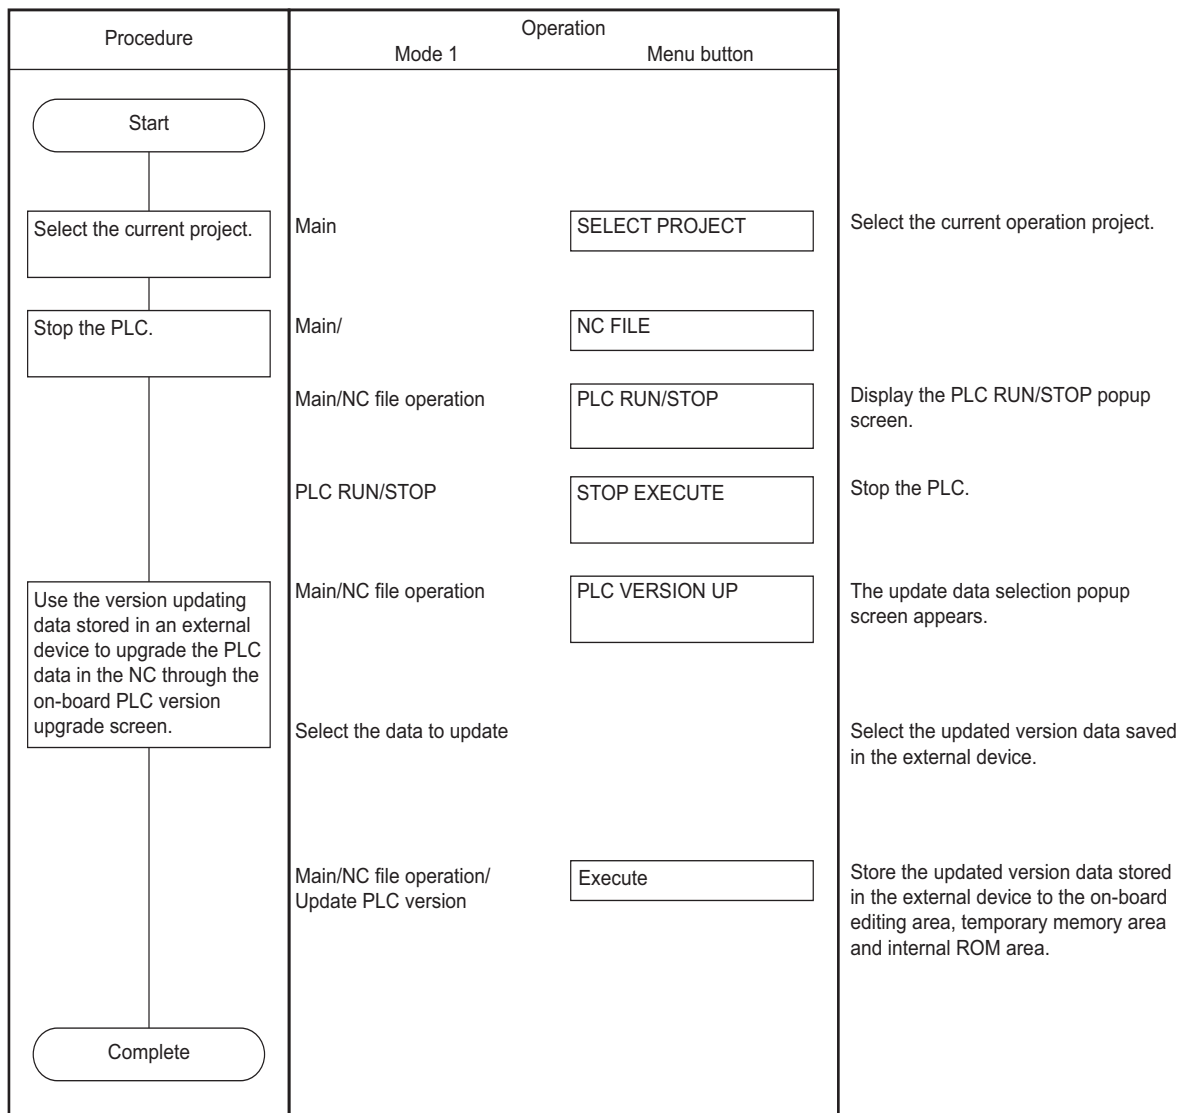 Procedure
Operation
Mode 1
Menu button
Start
Select the current project.
Main
SELECT PROJECT
Select the current operation project.
Stop the PLC.
Main/
NC FILE
Main/NC file operation
PLC RUN/STOP
Display the PLC RUN/STOP popup
screen.
PLC RUN/STOP
STOP EXECUTE
Stop the PLC.
Use the version updating
data stored in an external
device to upgrade the PLC
data in the NC through the
on-board PLC version
upgrade screen.
Main/NC file operation
PLC VERSION UP
The update data selection popup
screen appears.
Select the data to update
Select the updated version data saved
in the external device.
Main/NC file operation/
Update PLC version
Execute
Store the updated version data stored
in the external device to the on-board
editing area, temporary memory area
and internal ROM area.
Complete